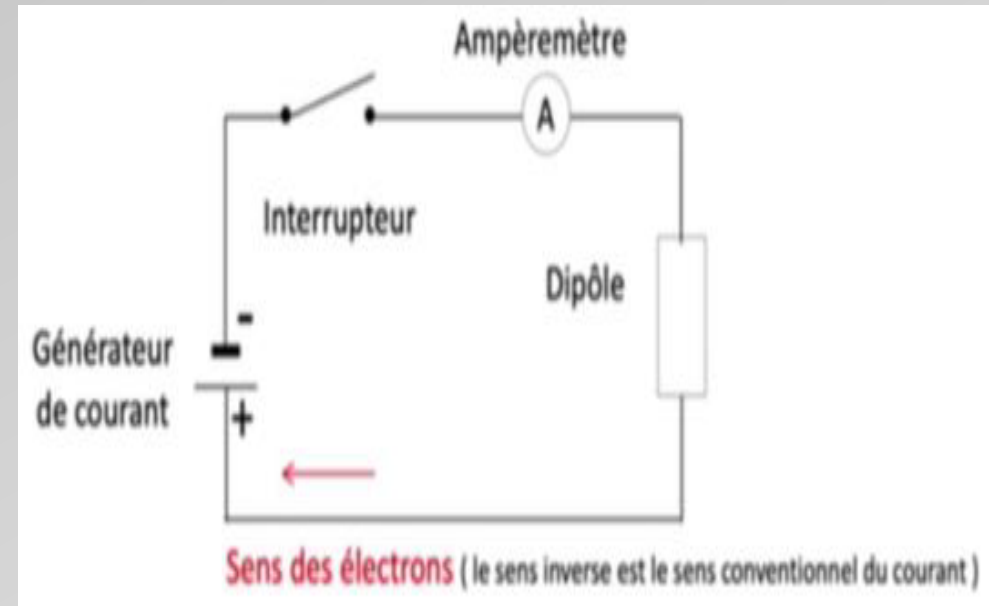 Ampèremètre
A
Interrupteur
Dipôle
-
Générateur
de courant
+
Sens des électrons ( le sens inverse est le sens conventionnel du courant )